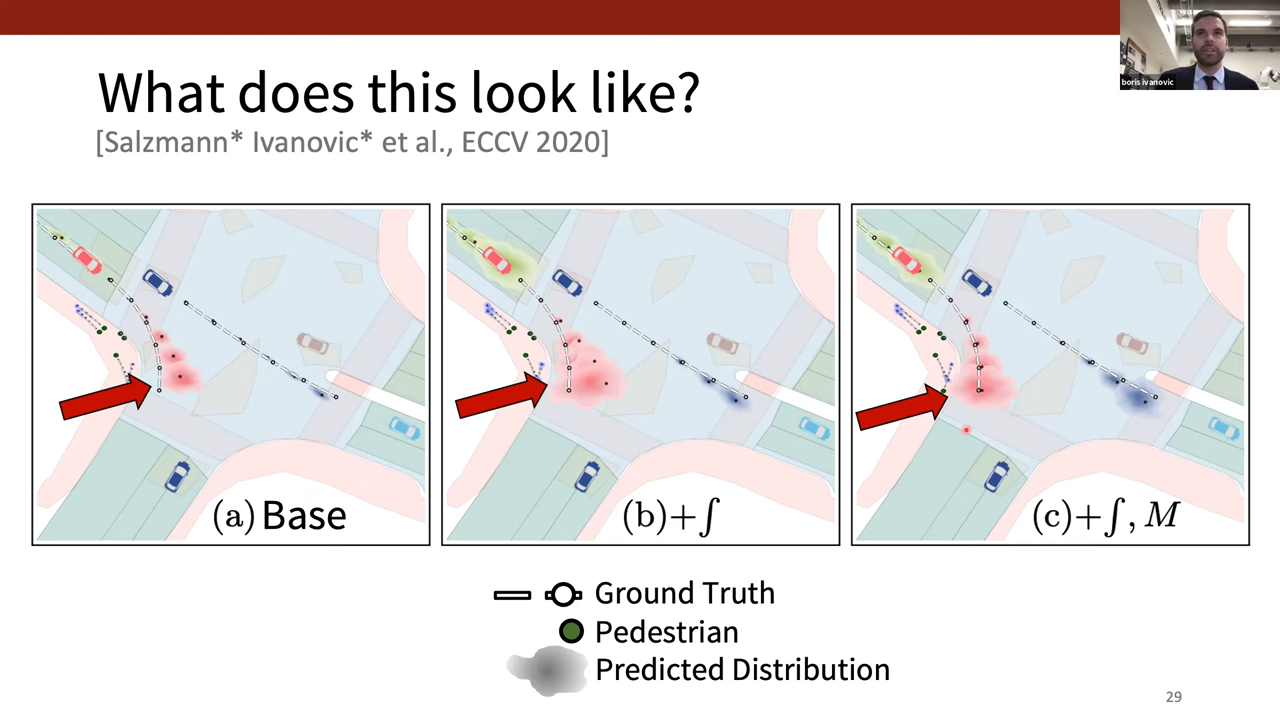 boris ivanovic
What does this look like?
[Salzmann* Ivanovic* et al., ECCV 2020]
(a) Base
(b)+∫
(c)+∫, M
Ground Truth
Pedestrian
Predicted Distribution
29